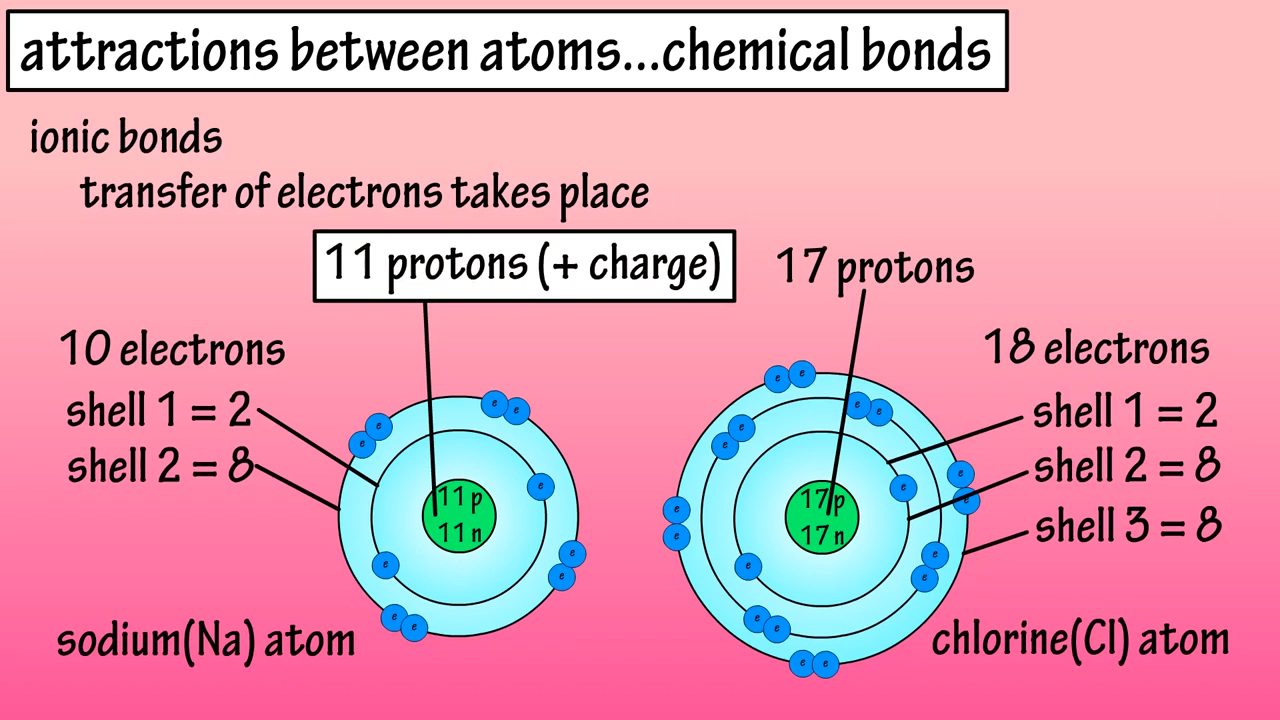 attractions between atoms...chemical bonds
ionic bonds
transfer of electrons takes place
11 protons (+ charge)
17 protons
10 electrons
shell 1 = 2
shell 2 = 8
18 electrons
shell 1 = 2
shell 2 = 8
shell 3 = 8
e e
e e
e
11 p
11 n
e
e e
e e
e e
e e
e e
e
e e
e e
17 p
17 n
e
e e
e e
e e
sodium(Na) atom
chlorine(Cl) atom